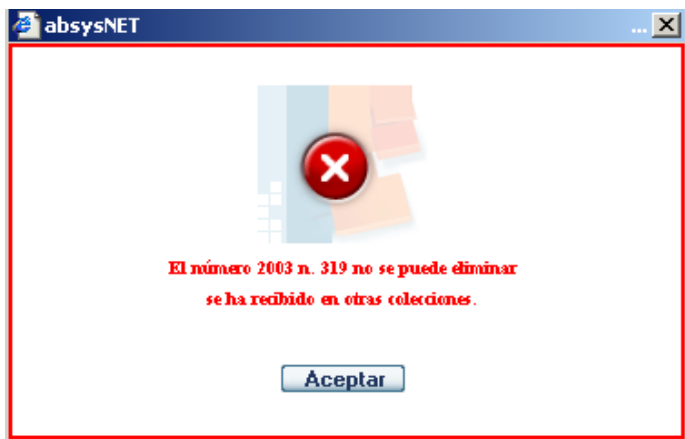 absysNET
...
El número 2003 n. 319 no se puede eliminar
se ha recibido en otras colecciones.
Aceptar